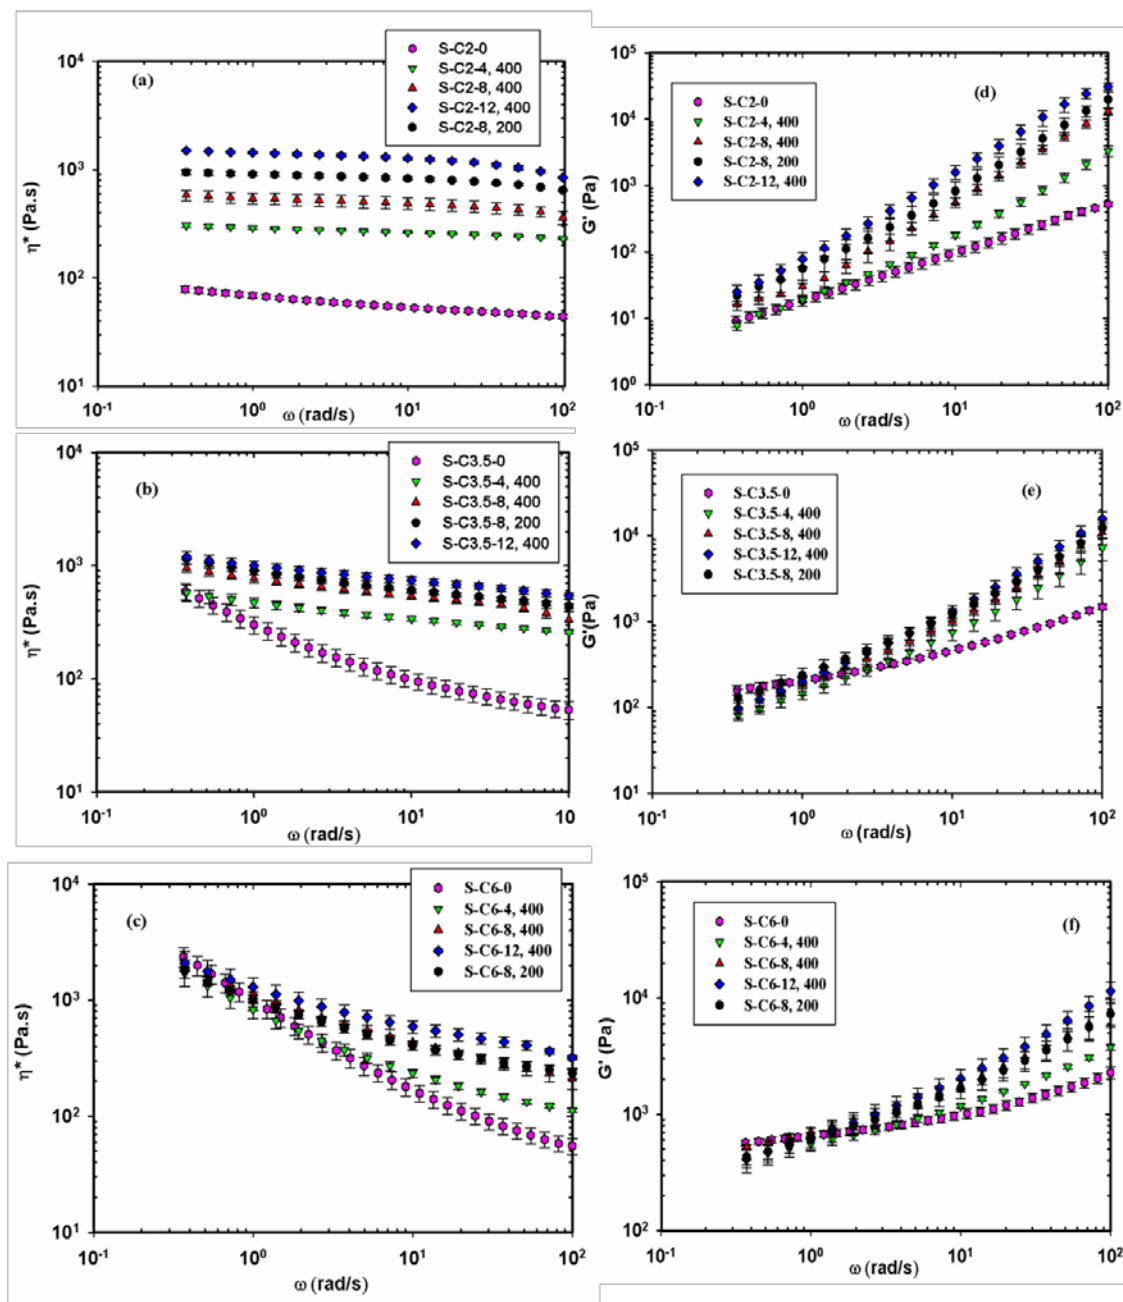 (a)
S-C2-0
S-C2-4, 400
S-C2-8, 400
S-C2-12, 400
S-C2-8, 200
10⁴
10³
10²
10¹
η* (Pa.s)
10⁻¹ 10⁰ 10¹ 10²
ω (rad/s)
(d)
S-C2-0
S-C2-4, 400
S-C2-8, 400
S-C2-8, 200
S-C2-12, 400
10⁵
10⁴
10³
10²
10¹
10⁰
G' (Pa)
10⁻¹ 10⁰ 10¹ 10²
ω (rad/s)
(b)
S-C3.5-0
S-C3.5-4, 400
S-C3.5-8, 400
S-C3.5-8, 200
S-C3.5-12, 400
10⁴
10³
10²
10¹
η* (Pa.s)
10⁻¹ 10⁰ 10¹ 10
ω (rad/s)
(e)
S-C3.5-0
S-C3.5-4, 400
S-C3.5-8, 400
S-C3.5-12, 400
S-C3.5-8, 200
10⁵
10⁴
10³
10²
10¹
G'(Pa)
10⁻¹ 10⁰ 10¹ 10²
ω (rad/s)
(c)
S-C6-0
S-C6-4, 400
S-C6-8, 400
S-C6-12, 400
S-C6-8, 200
10⁴
10³
10²
10¹
η* (Pa.s)
10⁻¹ 10⁰ 10¹ 10²
ω (rad/s)
(f)
S-C6-0
S-C6-4, 400
S-C6-8, 400
S-C6-12, 400
S-C6-8, 200
10⁵
10⁴
10³
10²
G' (Pa)
10⁻¹ 10⁰ 10¹ 10²
ω (rad/s)